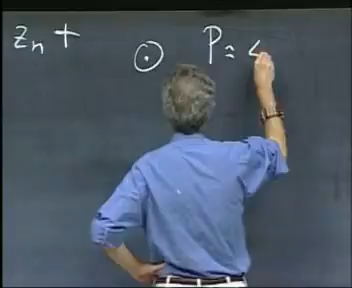 Zn + ⊙ P =